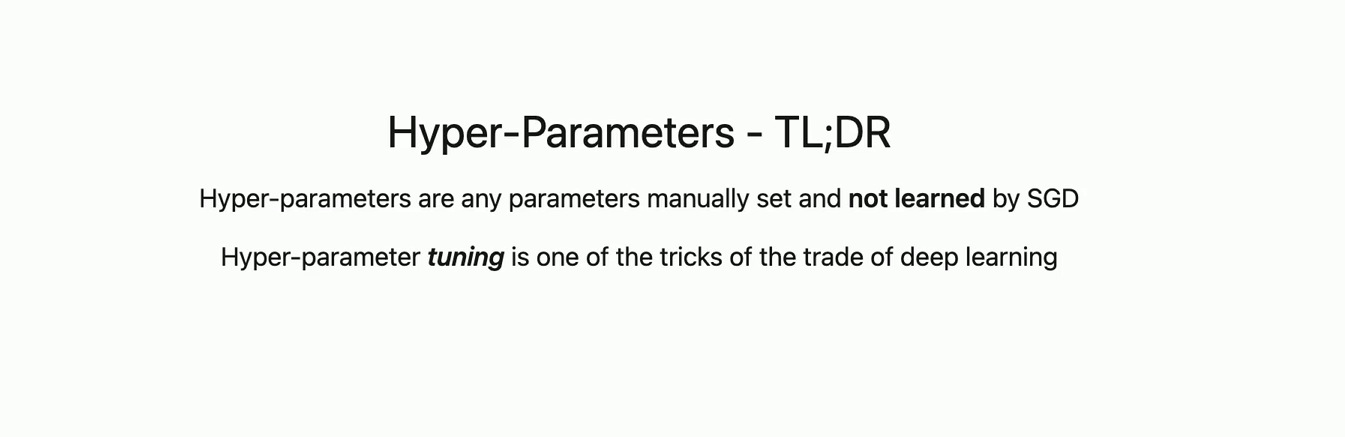 Hyper-Parameters - TL;DR
Hyper-parameters are any parameters manually set and not learned by SGD
Hyper-parameter tuning is one of the tricks of the trade of deep learning